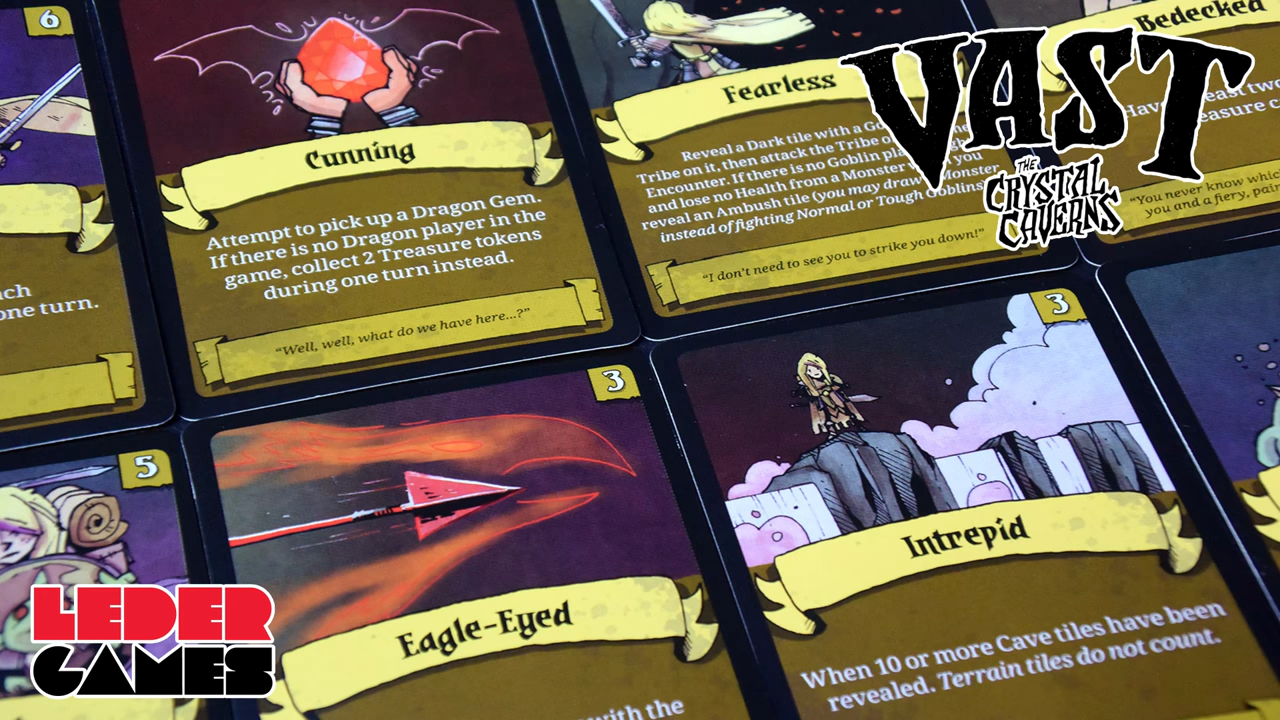 6
ach
one turn.
Cunning
Attempt to pick up a Dragon Gem.
If there is no Dragon player in the
game, collect 2 Treasure tokens
during one turn instead.
"Well, well, what do we have here...?"
Fearless
Reveal a Dark tile with a
Tribe on it, then attack the Tribe
Encounter. If there is no Goblin you
and lose no Health from a Monster
reveal an Ambush tile (you may draw Monster
instead of fighting Normal or Tough Goblins
"I don't need to see you to strike you down!"
Bedecked
two
easure
"You never know
you and a fiery,
VAST
THE
CRYSTAL
CAVERNS
5
3
Eagle-Eyed
with the
3
Intrepid
When 10 or more Cave tiles have been
revealed. Terrain tiles do not count.
LEDER
GAMES